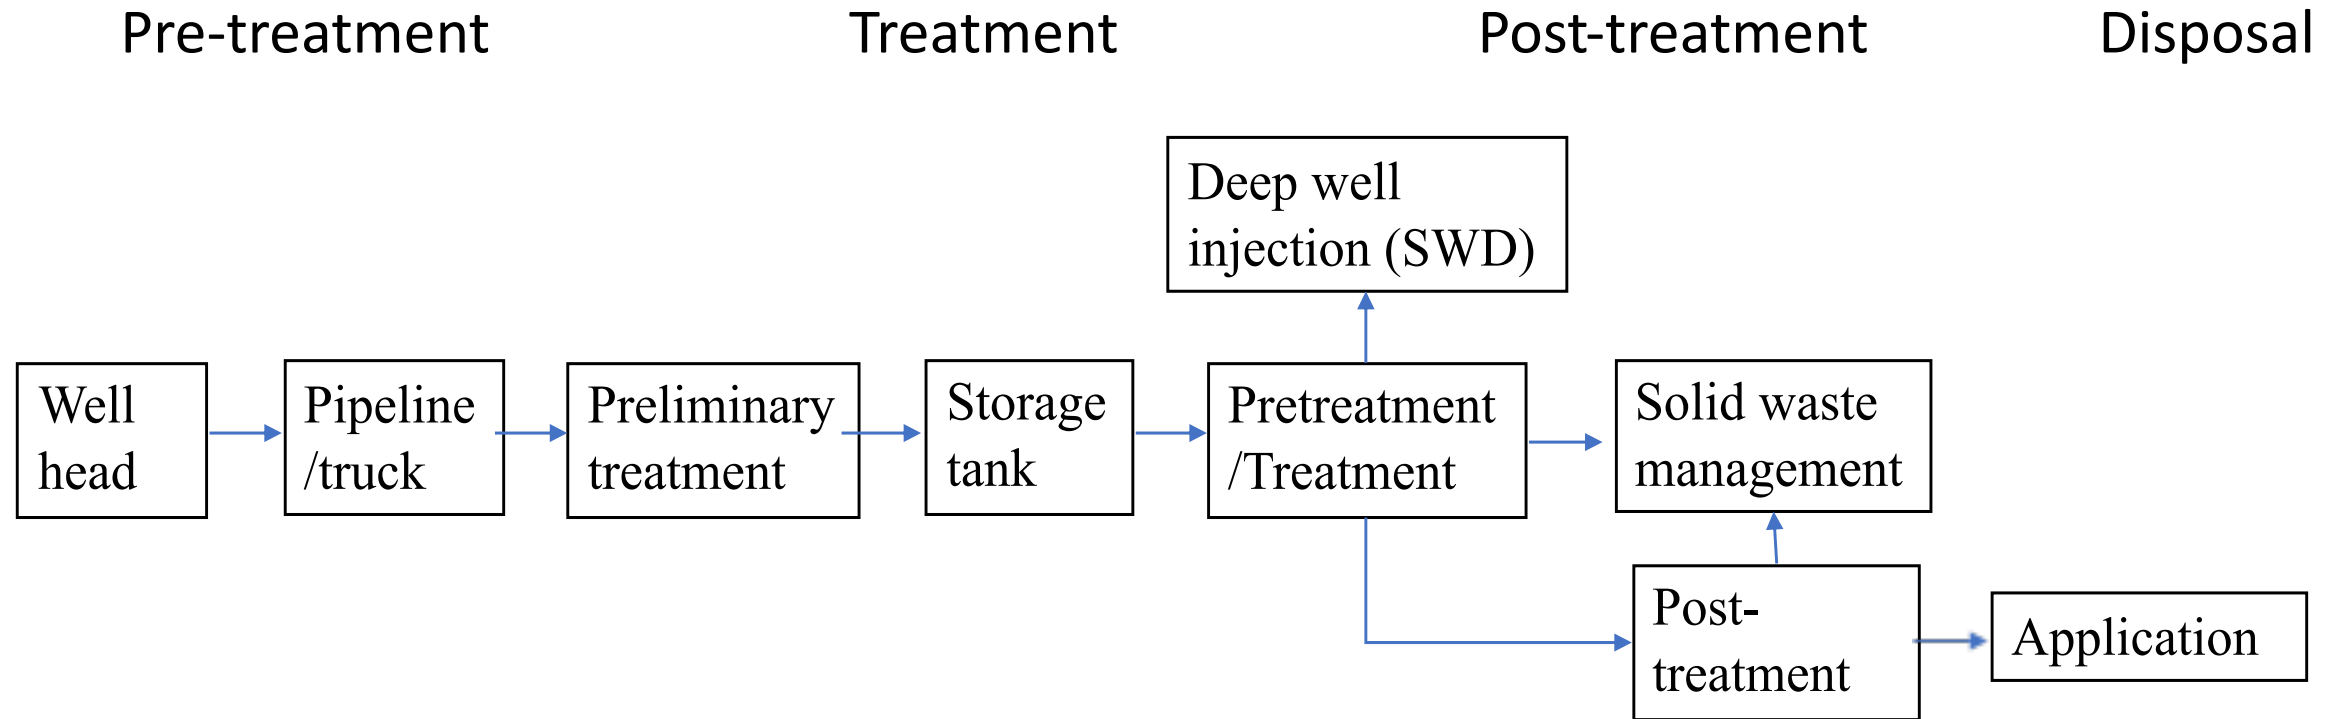 Pre-treatment
Treatment
Post-treatment
Disposal
Deep well
injection (SWD)
Well
head
Pipeline
/truck
Preliminary
treatment
Storage
tank
Pretreatment
/Treatment
Solid waste
management
Post-
treatment
Application